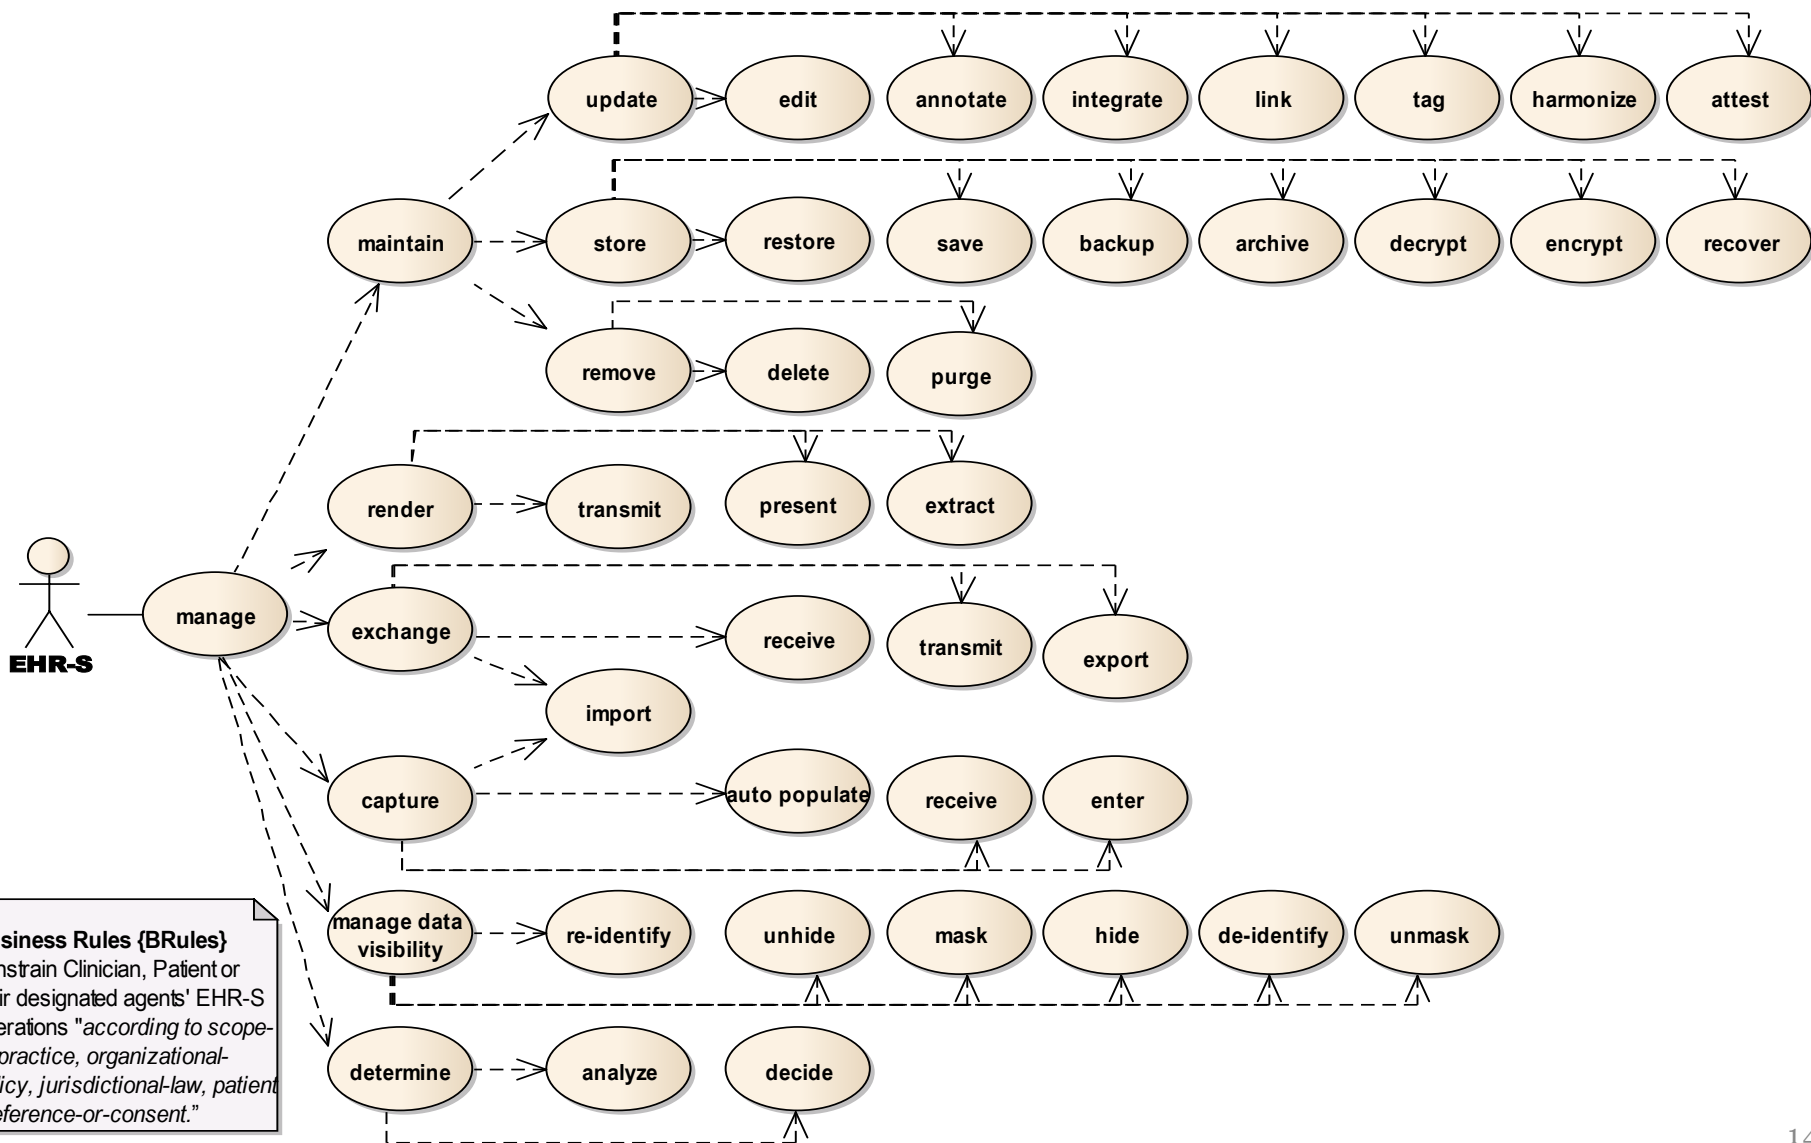 update
edit
annotate
integrate
link
tag
harmonize
attest
maintain
store
restore
save
backup
archive
decrypt
encrypt
recover
remove
delete
purge
render
transmit
present
extract
EHR-S
manage
exchange
receive
transmit
export
import
capture
auto populate
receive
enter
manage data
visibility
re-identify
unhide
mask
hide
de-identify
unmask
determine
analyze
decide
siness Rules {BRules}
nstrain Clinician, Patient or
ir designated agents' EHR-S
erations "according to scope-
practice, organizational-
licy, jurisdictional-law, patient
eference-or-consent.”
14